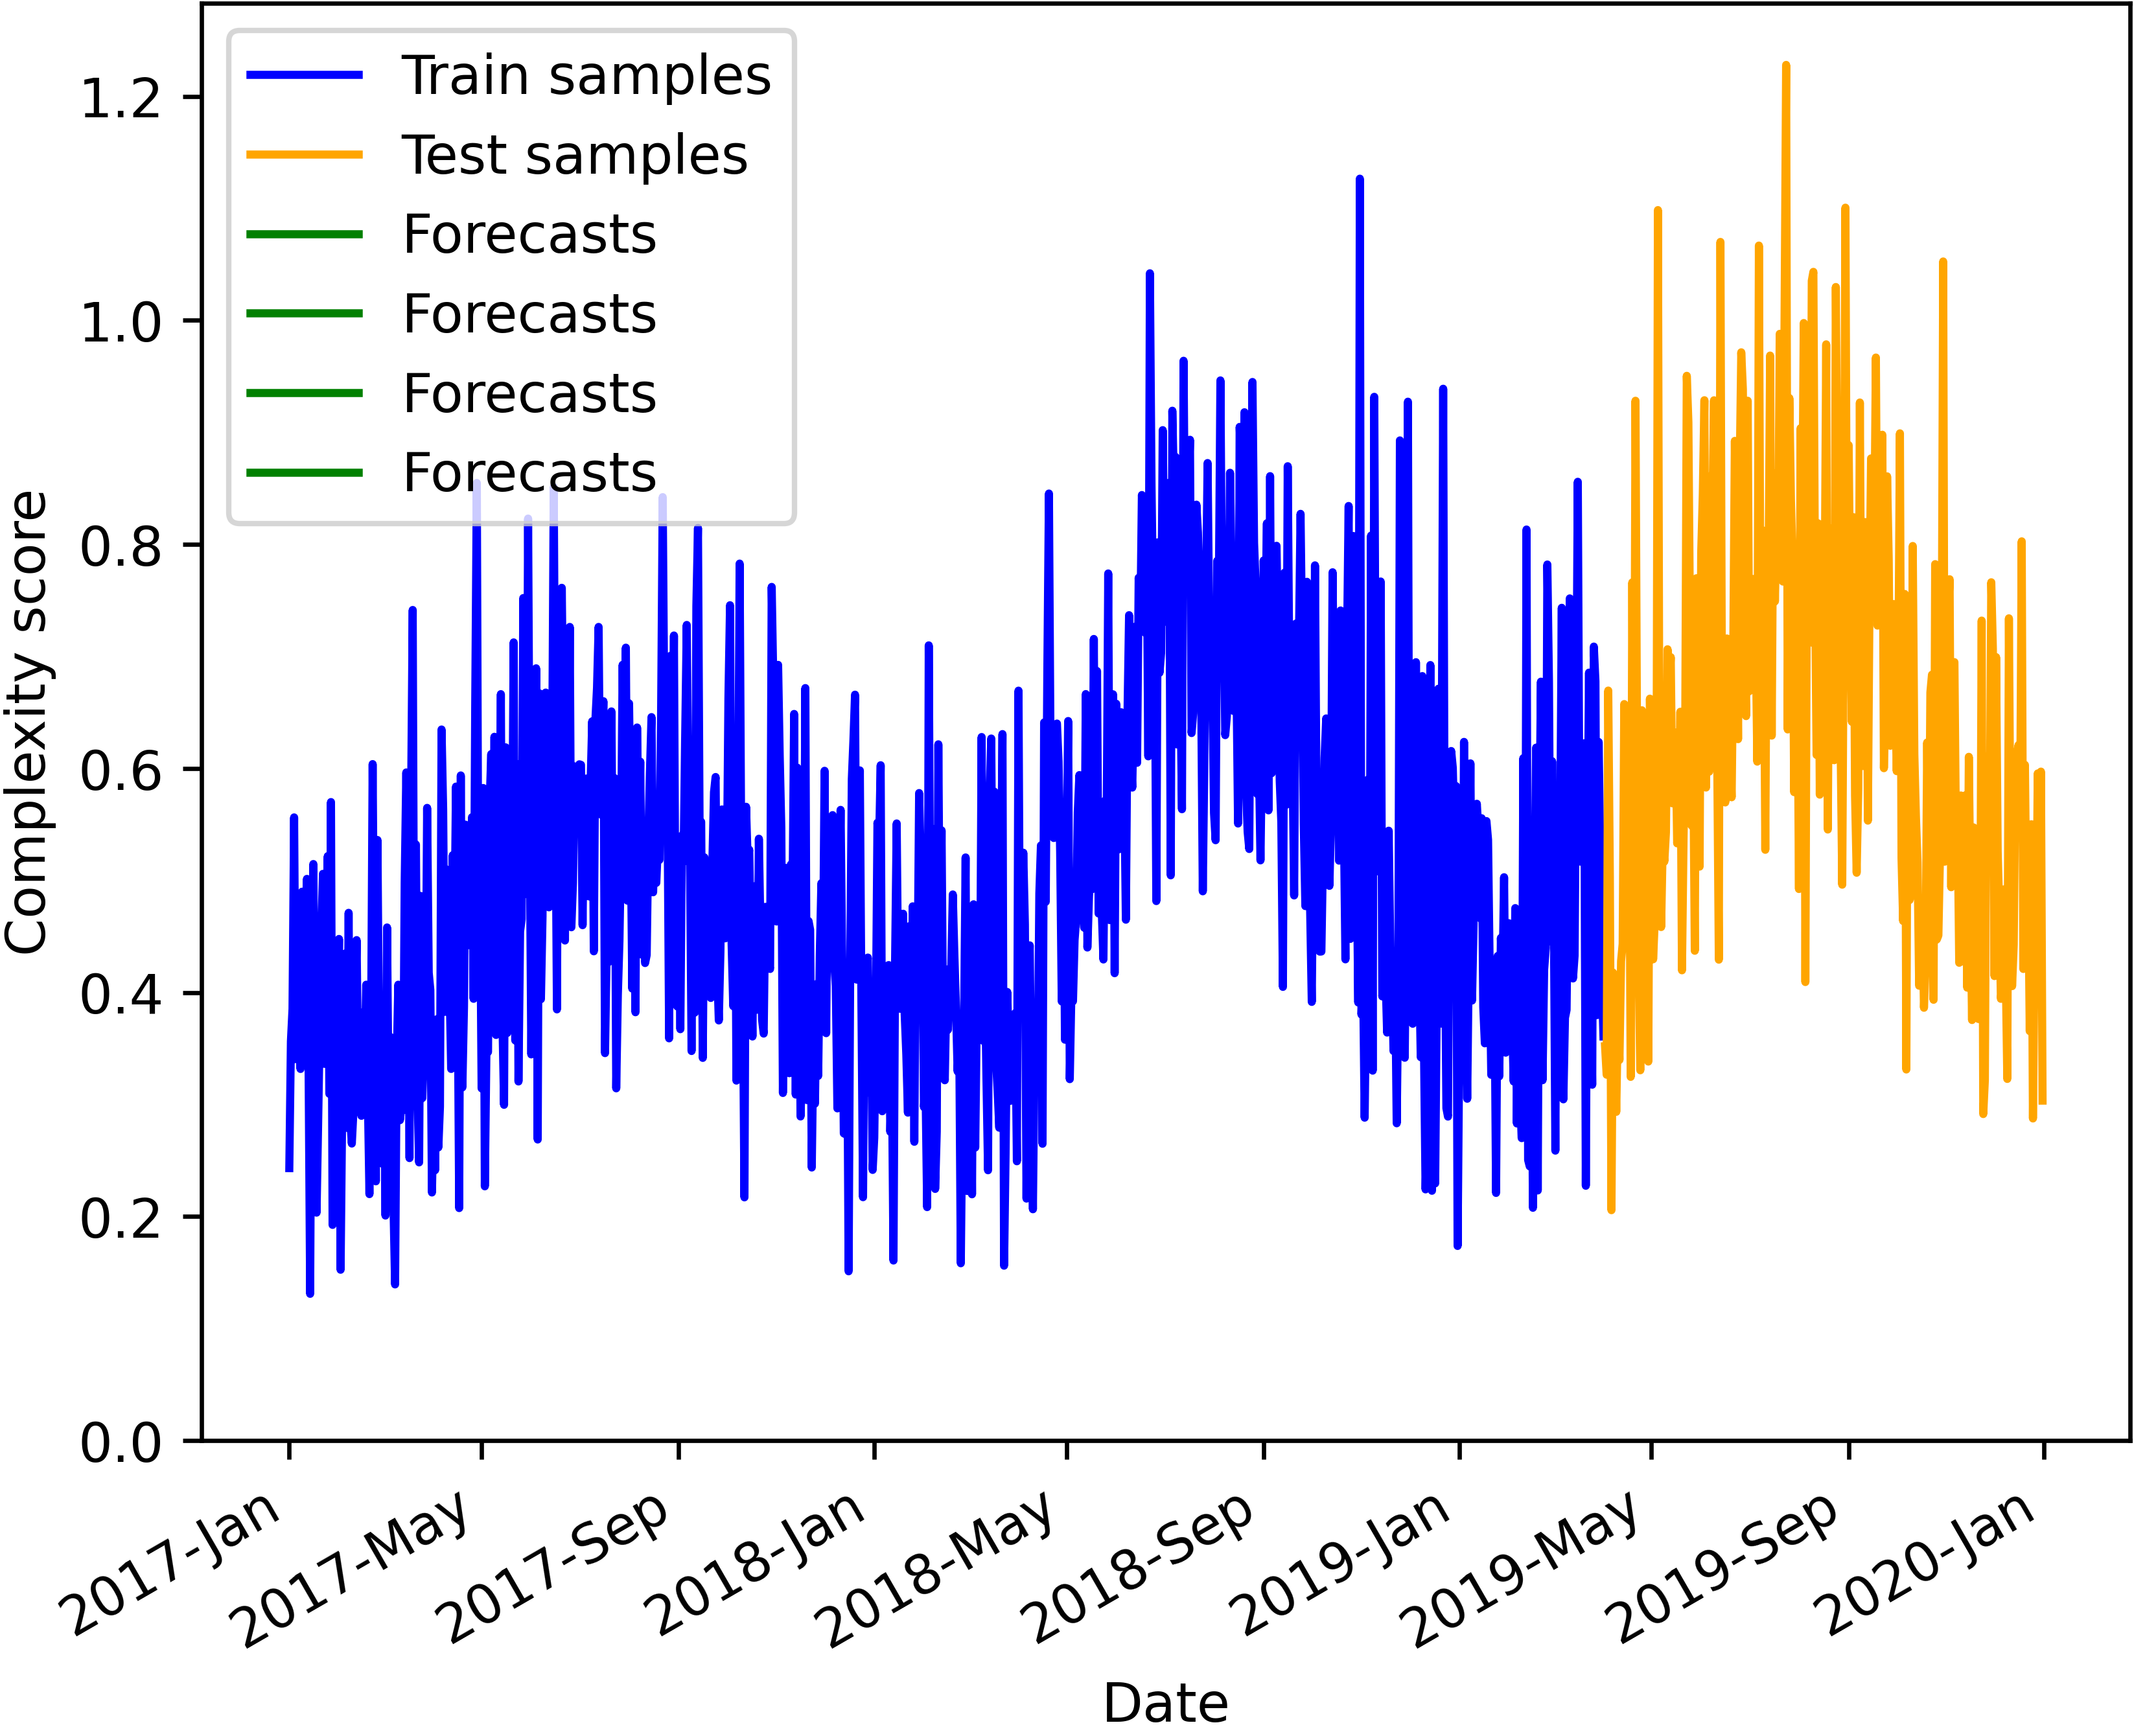 Train samples
Test samples
Forecasts
Forecasts
Forecasts
Forecasts
1.2
1.0
0.8
0.6
0.4
0.2
0.0
Complexity score
2017-Jan
2017-May
2017-Sep
2018-Jan
2018-May
2018-Sep
2019-Jan
2019-May
2019-Sep
2020-Jan
Date